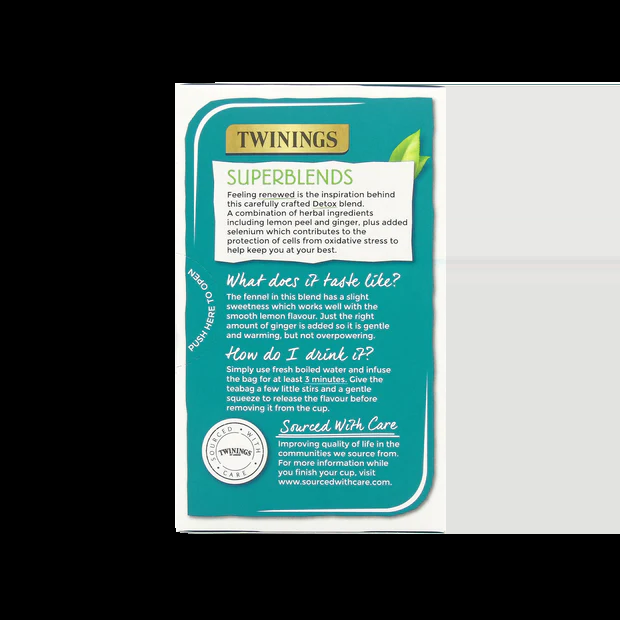 TWININGS
SUPERBLENDS
Feeling renewed is the inspiration behind
this carefully crafted Detox blend.
A combination of herbal ingredients
including lemon peel and ginger, plus added
selenium which contributes to the
protection of cells from oxidative stress to
help keep you at your best.
PUSH HERE TO OPEN
What does it taste like?
The fennel in this blend has a slight
sweetness which works well with the
smooth lemon flavour. Just the right
amount of ginger is added so it is gentle
and warming, but not overpowering.
How do I drink it?
Simply use fresh boiled water and infuse
the bag for at least 3 minutes. Give the
teabag a few little stirs and a gentle
squeeze to release the flavour before
removing it from the cup.
SOURCED • WITH • CARE •
TWININGS
Sourced With Care
Improving quality of life in the
communities we source from.
For more information while
you finish your cup, visit
www.sourcedwithcare.com.